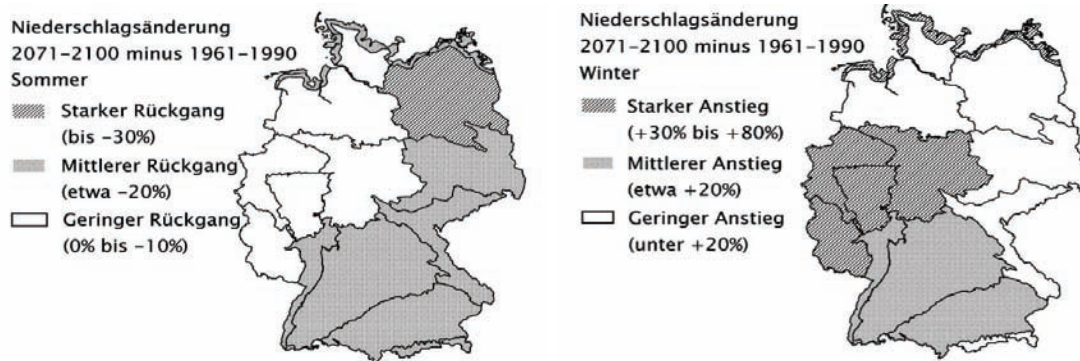 Niederschlagsänderung
2071–2100 minus 1961–1990
Sommer
Starker Rückgang
(bis –30%)
Mittlerer Rückgang
(etwa –20%)
Geringer Rückgang
(0% bis –10%)
Niederschlagsänderung
2071–2100 minus 1961–1990
Winter
Starker Anstieg
(+30% bis +80%)
Mittlerer Anstieg
(etwa +20%)
Geringer Anstieg
(unter +20%)